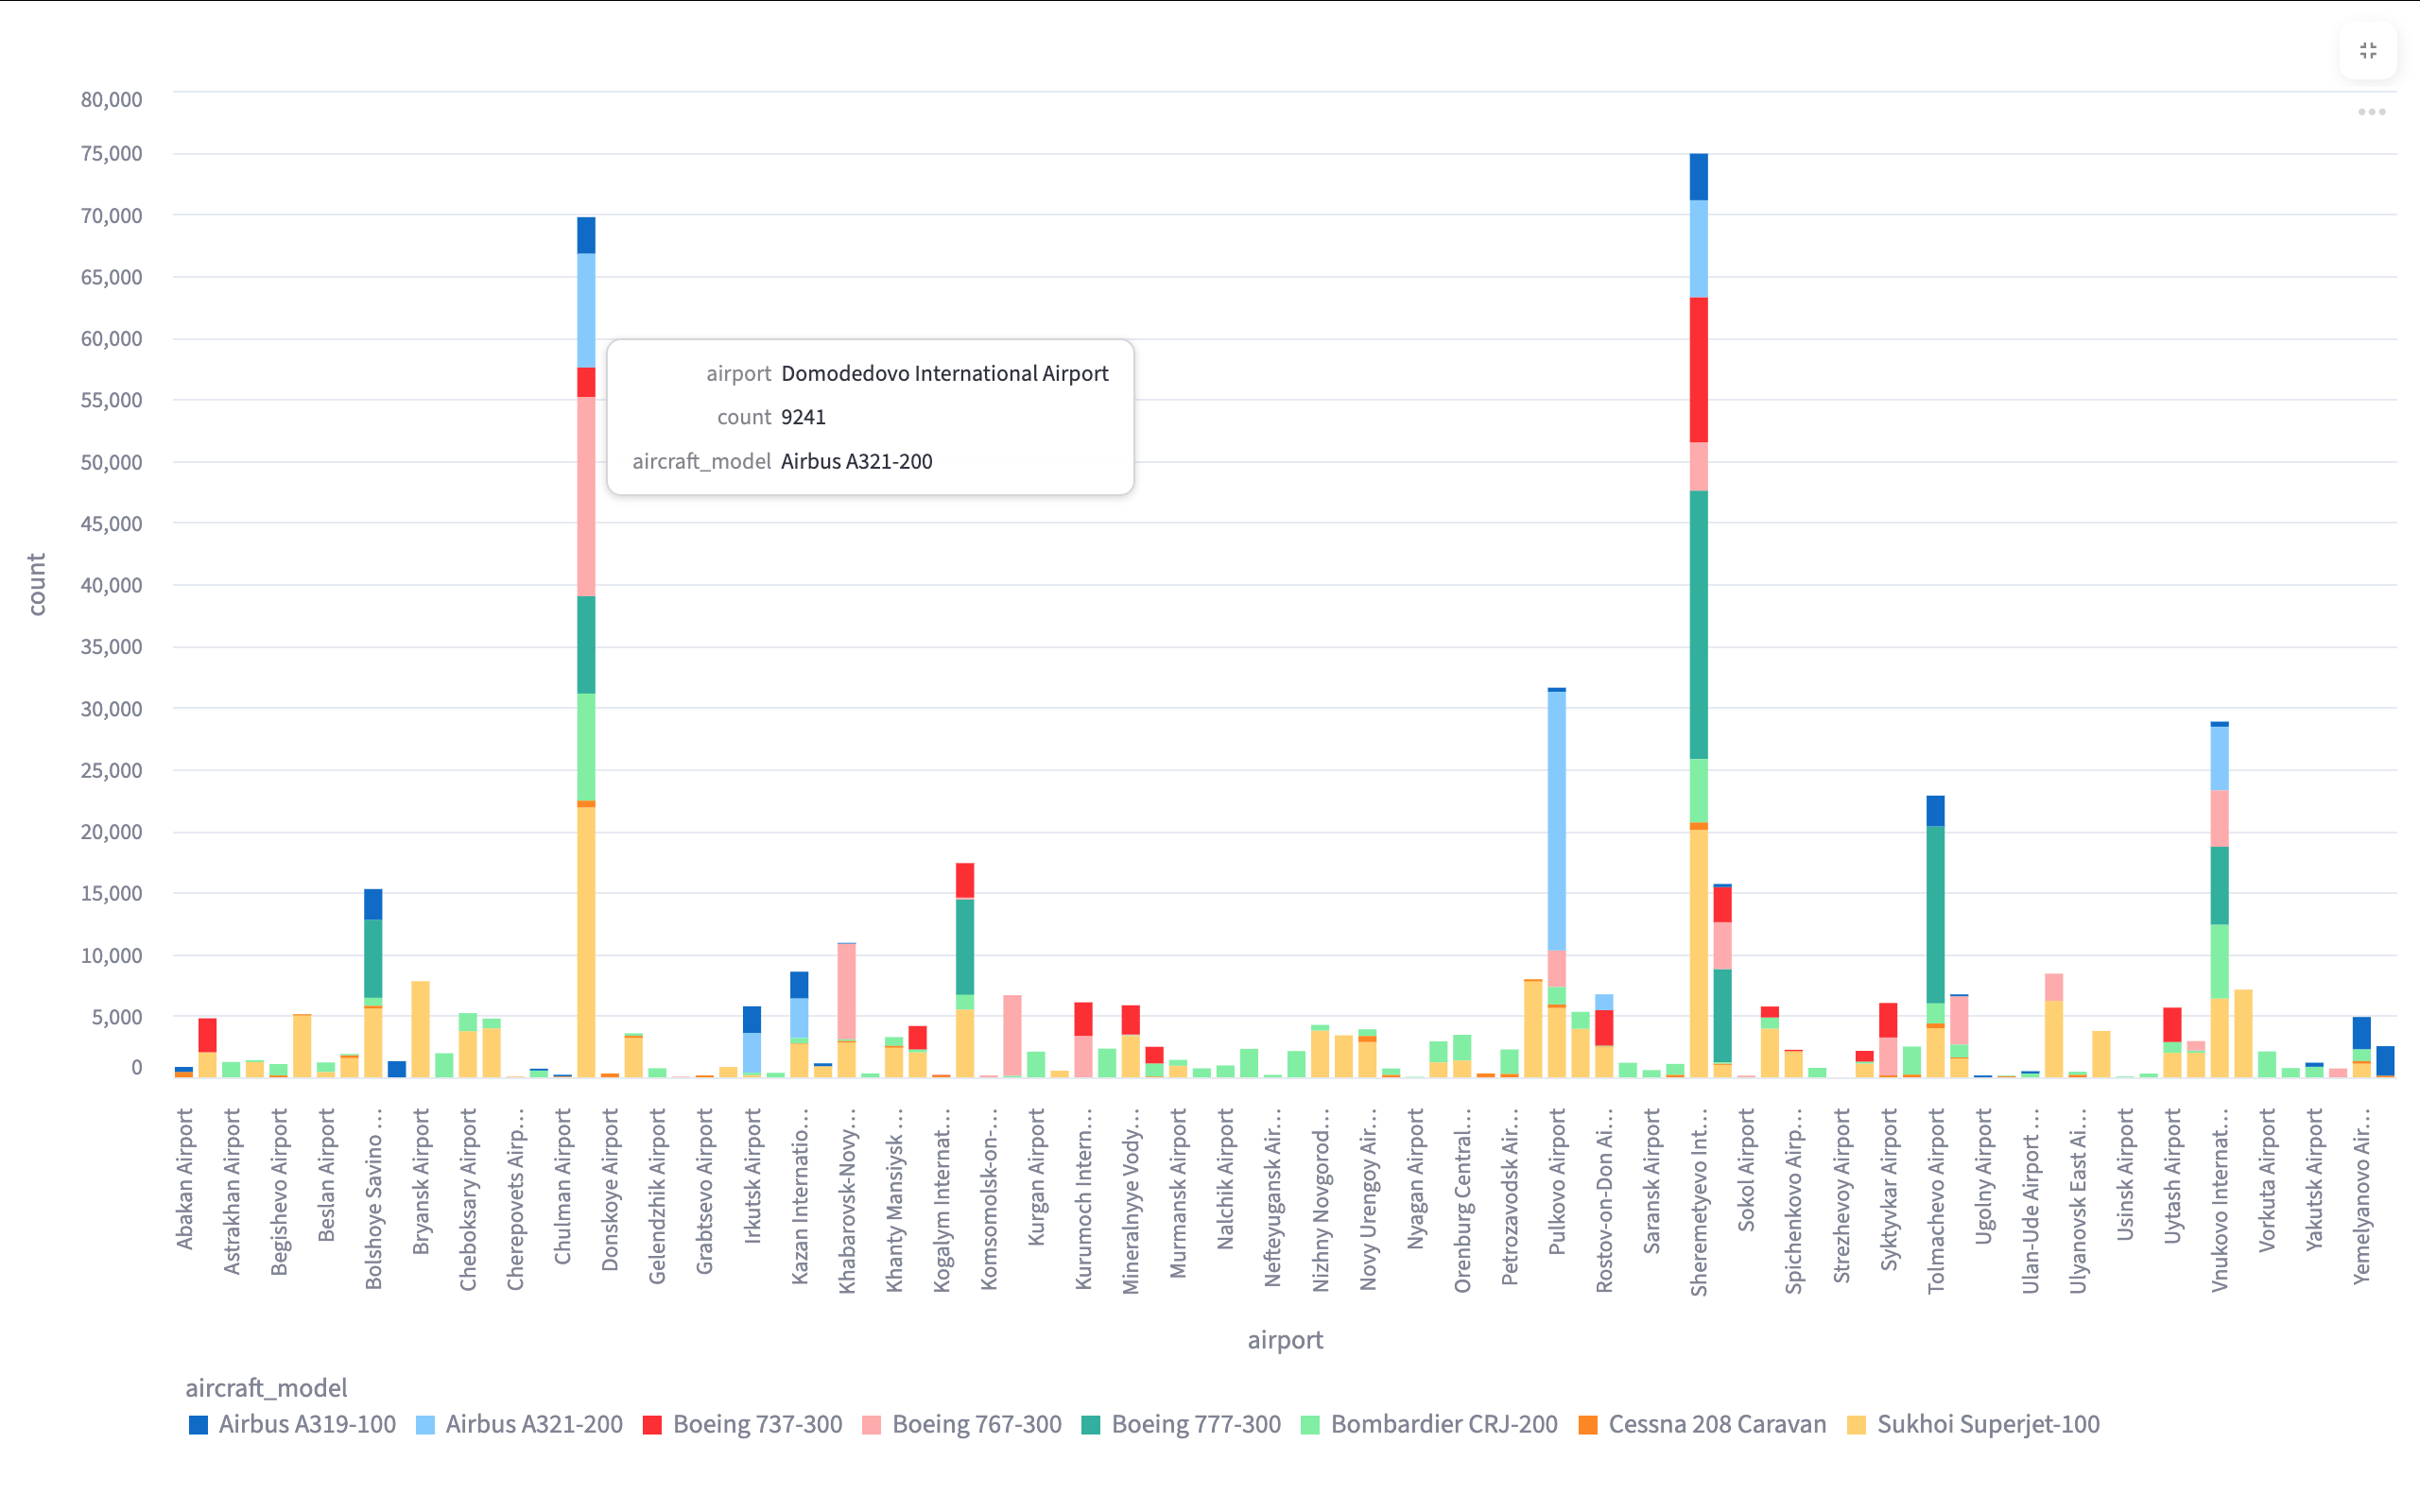 80,000
75,000
70,000
65,000
60,000
55,000
50,000
45,000
40,000
35,000
30,000
25,000
20,000
15,000
10,000
5,000
0
count
airport Domodedovo International Airport
count 9241
aircraft_model Airbus A321-200
Abakan Airport
Astrakhan Airport
Begishevo Airport
Beslan Airport
Bolshoye Savino …
Bryansk Airport
Cheboksary Airport
Cherepovets Airp…
Chulman Airport
Donskoye Airport
Gelendzhik Airport
Grabtsevo Airport
Irkutsk Airport
Kazan Internatio…
Khabarovsk-Novy…
Khanty Mansiysk …
Kogalym Internat…
Komsomolsk-on-…
Kurgan Airport
Kurumoch Intern…
Mineralnyye Vody…
Murmansk Airport
Nalchik Airport
Nefteyugansk Air…
Nizhny Novgorod…
Novy Urengoy Air…
Nyagan Airport
Orenburg Central…
Petrozavodsk Air…
Pulkovo Airport
Rostov-on-Don Ai…
Saransk Airport
Sheremetyevo Int…
Sokol Airport
Spichenkovo Airp…
Strezhevoy Airport
Syktyvkar Airport
Tolmachevo Airport
Ugolny Airport
Ulan-Ude Airport …
Ulyanovsk East Ai…
Usinsk Airport
Uytash Airport
Vnukovo Internat…
Vorkuta Airport
Yakutsk Airport
Yemelyanovo Air…
airport
aircraft_model
Airbus A319-100 Airbus A321-200 Boeing 737-300 Boeing 767-300 Boeing 777-300 Bombardier CRJ-200 Cessna 208 Caravan Sukhoi Superjet-100